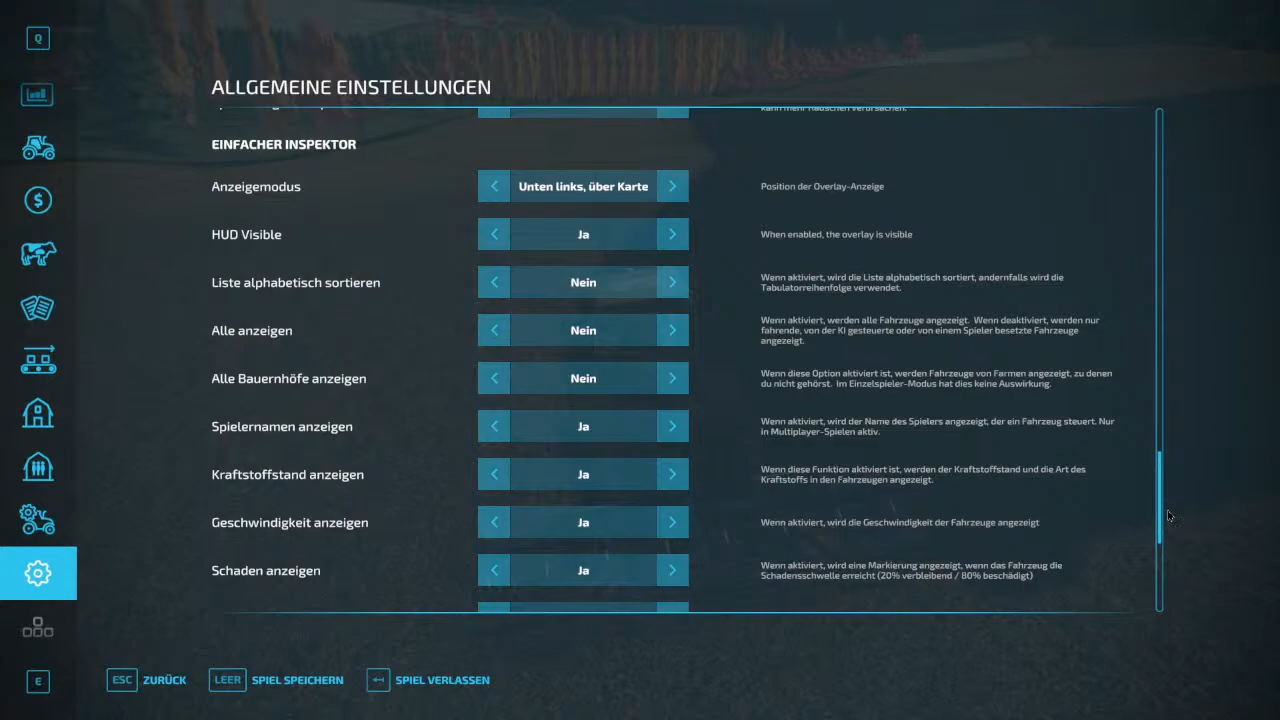 Q
ALLGEMEINE EINSTELLUNGEN
kann mehr Rauschen verursachen.
EINFACHER INSPEKTOR
Anzeigemodus
Unten links, über Karte
Position der Overlay-Anzeige
HUD Visible
Ja
When enabled, the overlay is visible
Liste alphabetisch sortieren
Nein
Wenn aktiviert, wird die Liste alphabetisch sortiert, andernfalls wird die
Tabulatorreihenfolge verwendet.
Alle anzeigen
Nein
Wenn aktiviert, werden alle Fahrzeuge angezeigt. Wenn deaktiviert, werden nur
fahrende, von der KI gesteuerte oder von einem Spieler besetzte Fahrzeuge
angezeigt.
Alle Bauernhöfe anzeigen
Nein
Wenn diese Option aktiviert ist, werden Fahrzeuge von Farmen angezeigt, zu denen
du nicht gehörst. Im Einzelspieler-Modus hat dies keine Auswirkung.
Spielernamen anzeigen
Ja
Wenn aktiviert, wird der Name des Spielers angezeigt, der ein Fahrzeug steuert. Nur
in Multiplayer-Spielen aktiv.
Kraftstoffstand anzeigen
Ja
Wenn diese Funktion aktiviert ist, werden der Kraftstoffstand und die Art des
Kraftstoffs in den Fahrzeugen angezeigt.
Geschwindigkeit anzeigen
Ja
Wenn aktiviert, wird die Geschwindigkeit der Fahrzeuge angezeigt
Schaden anzeigen
Ja
Wenn aktiviert, wird eine Markierung angezeigt, wenn das Fahrzeug die
Schadensschwelle erreicht (20% verbleibend / 80% beschädigt)
E
ESC ZURÜCK LEER SPIEL SPEICHERN SPIEL VERLASSEN